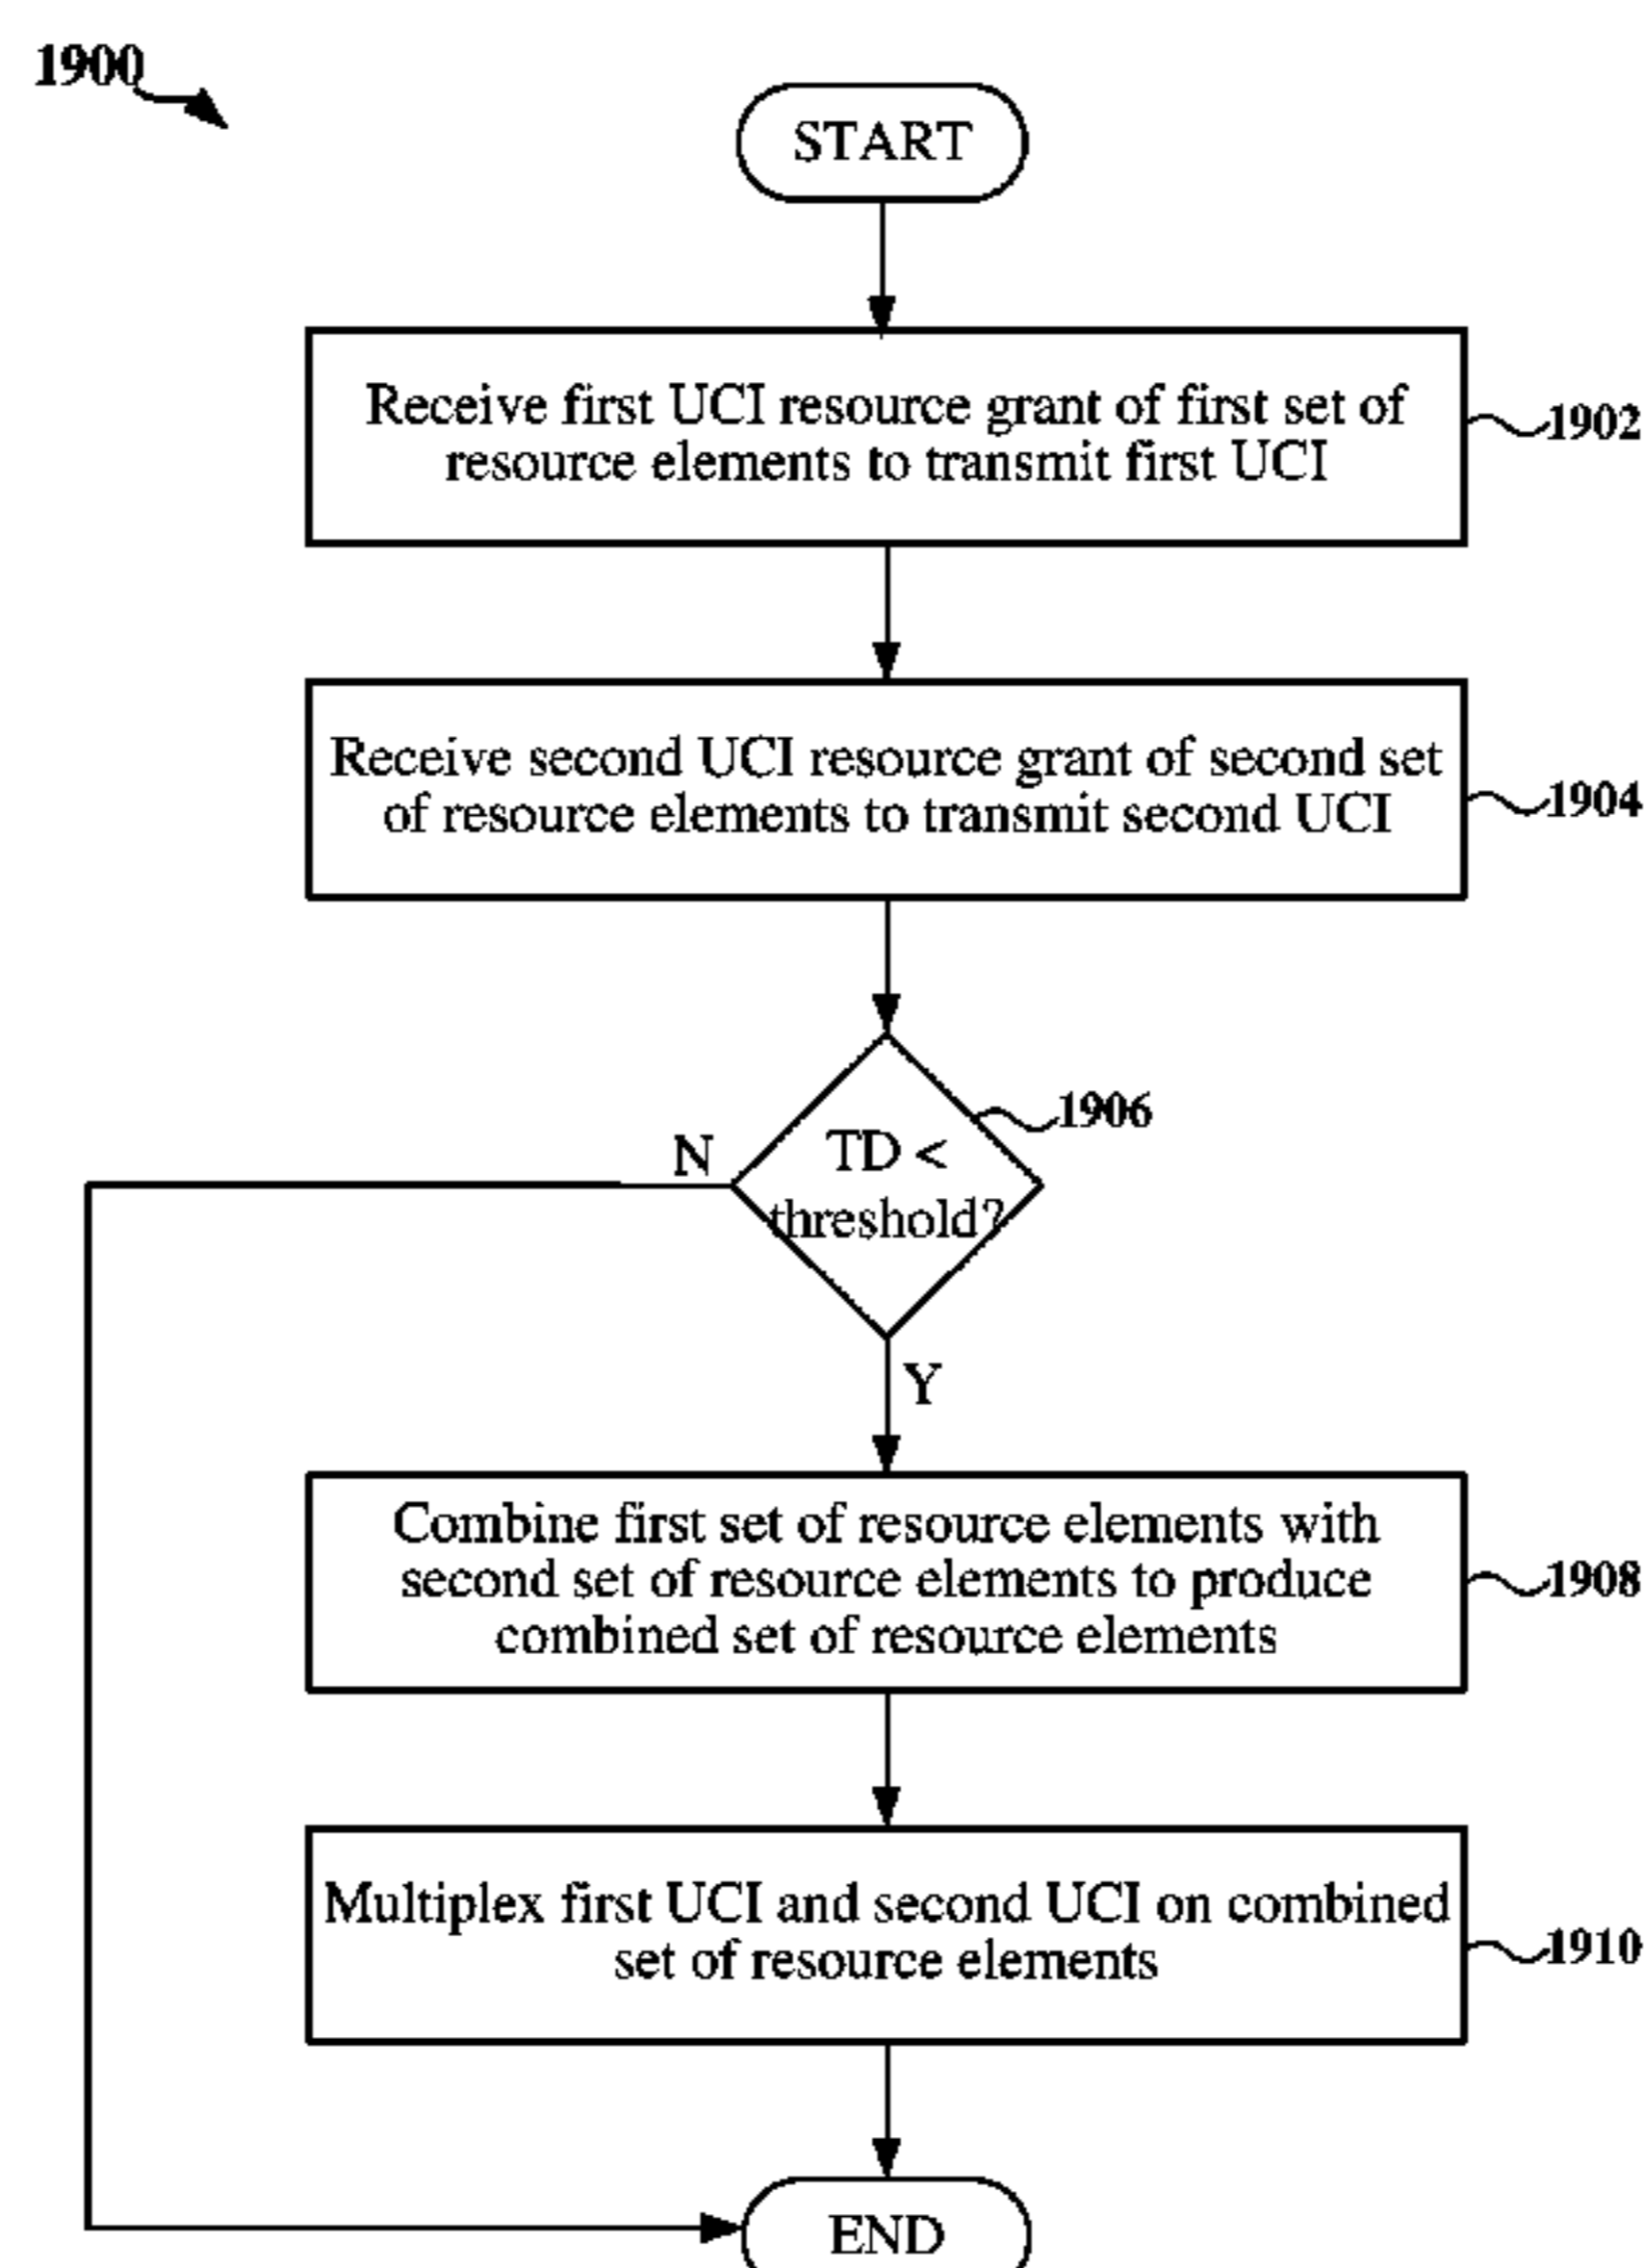 1900
START
Receive first UCI resource grant of first set of
resource elements to transmit first UCI
1902
Receive second UCI resource grant of second set
of resource elements to transmit second UCI
1904
1906
TD <
threshold?
N
Y
Combine first set of resource elements with
second set of resource elements to produce
combined set of resource elements
1908
Multiplex first UCI and second UCI on combined
set of resource elements
1910
END